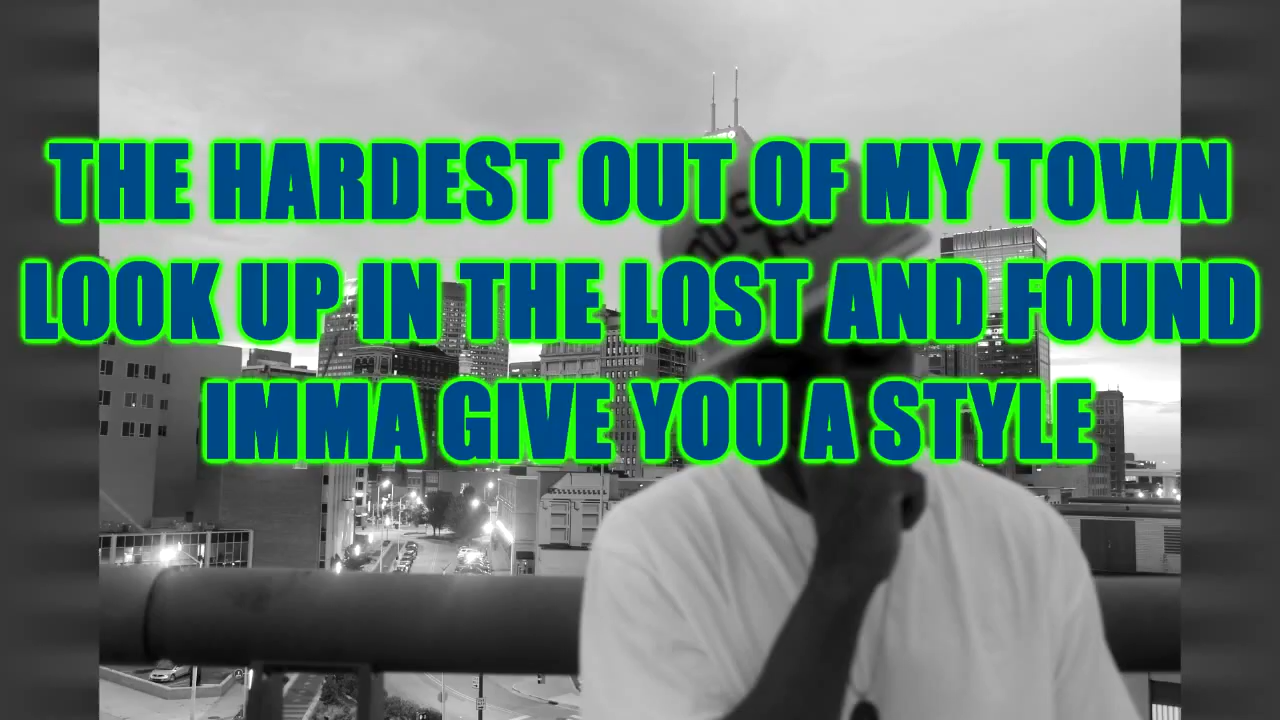 THE HARDEST OUT OF MY TOWN
LOOK UP IN THE LOST AND FOUND
IMMA GIVE YOU A STYLE